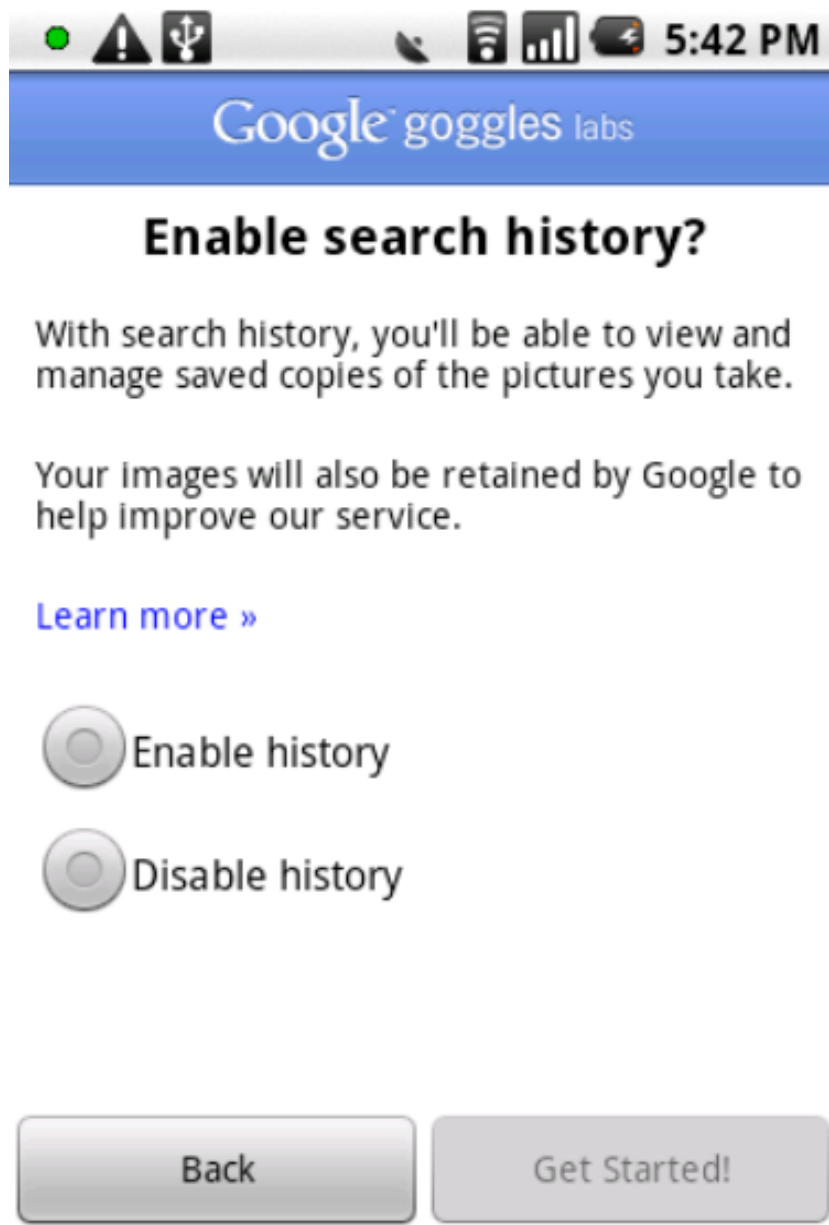 5:42 PM
Google goggles labs
Enable search history?
With search history, you'll be able to view and
manage saved copies of the pictures you take.
Your images will also be retained by Google to
help improve our service.
Learn more »
Enable history
Disable history
Back
Get Started!